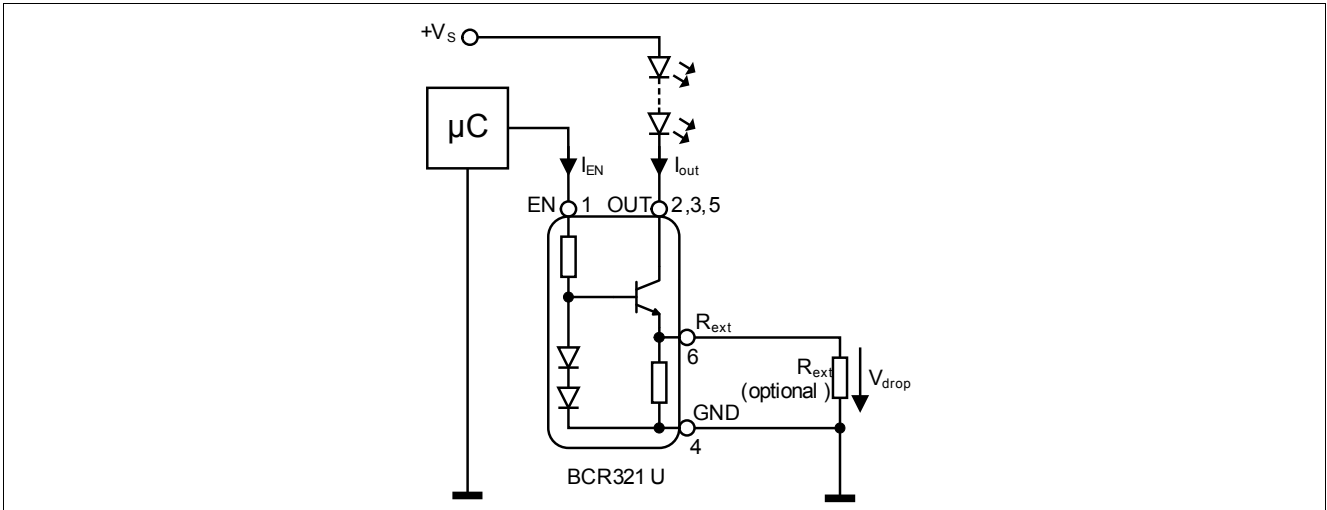 +VS
µC
IEN
Iout
EN 1 OUT 2,3,5
Rext
6
Rext
(optional )
Vdrop
GND
4
BCR321 U